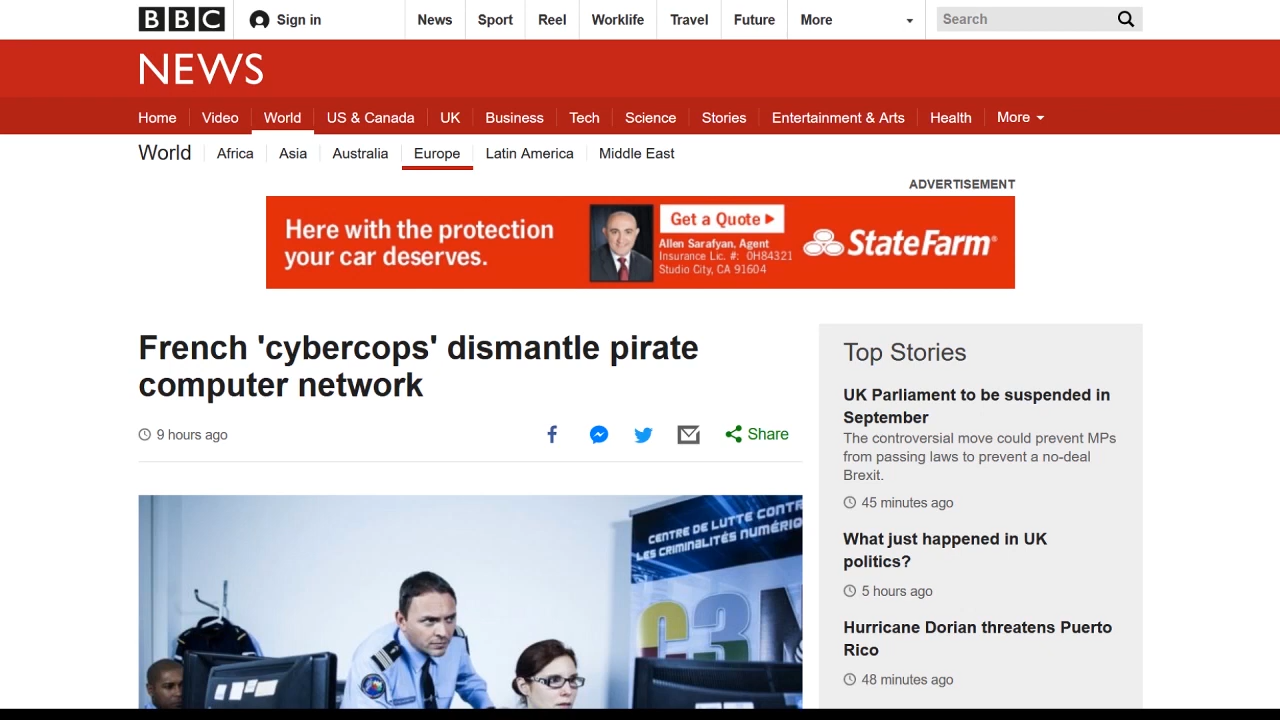 BBC
Sign in
News
Sport
Reel
Worklife
Travel
Future
More
Search
NEWS
Home
Video
World
US & Canada
UK
Business
Tech
Science
Stories
Entertainment & Arts
Health
More
World
Africa
Asia
Australia
Europe
Latin America
Middle East
ADVERTISEMENT
Here with the protection
your car deserves.
Get a Quote
Allen Sarafyan, Agent
Insurance Lic. #: 0H84321
Studio City, CA 91604
StateFarm®
French 'cybercops' dismantle pirate
computer network
9 hours ago
Share
CENTRE DE LUTTE CONTR
LES CRIMINALITÉS NUMÉRIQ
C3N
Top Stories
UK Parliament to be suspended in
September
The controversial move could prevent MPs
from passing laws to prevent a no-deal
Brexit.
45 minutes ago
What just happened in UK
politics?
5 hours ago
Hurricane Dorian threatens Puerto
Rico
48 minutes ago